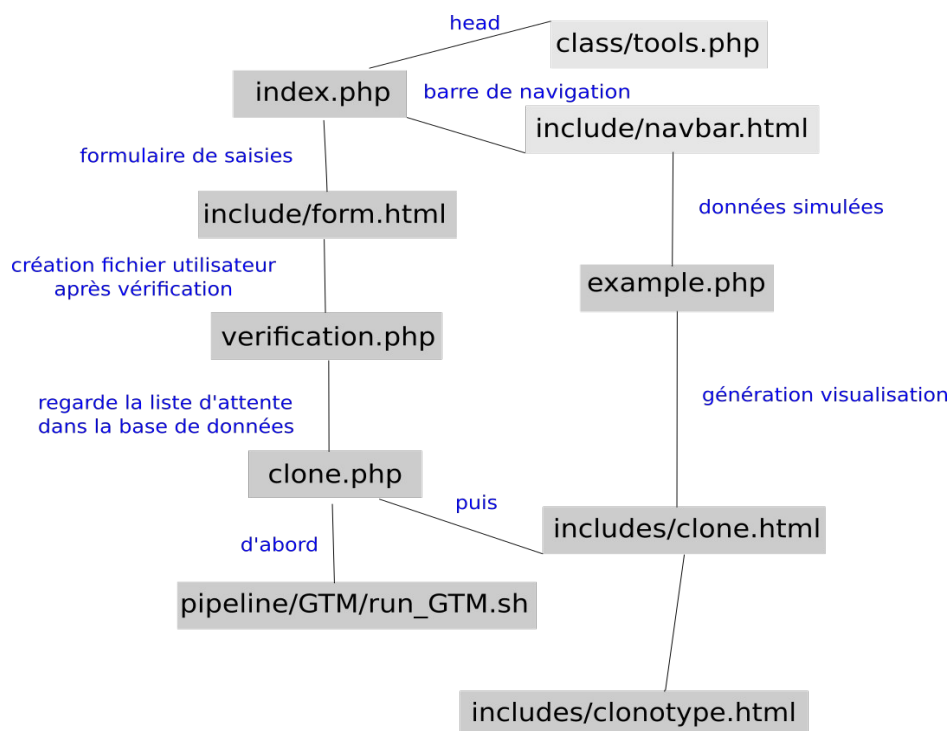 head
class/tools.php
index.php
barre de navigation
include/navbar.html
formulaire de saisies
include/form.html
données simulées
création fichier utilisateur
après vérification
example.php
verification.php
regarde la liste d'attente
dans la base de données
génération visualisation
clone.php
puis
includes/clone.html
d'abord
pipeline/GTM/run_GTM.sh
includes/clonotype.html